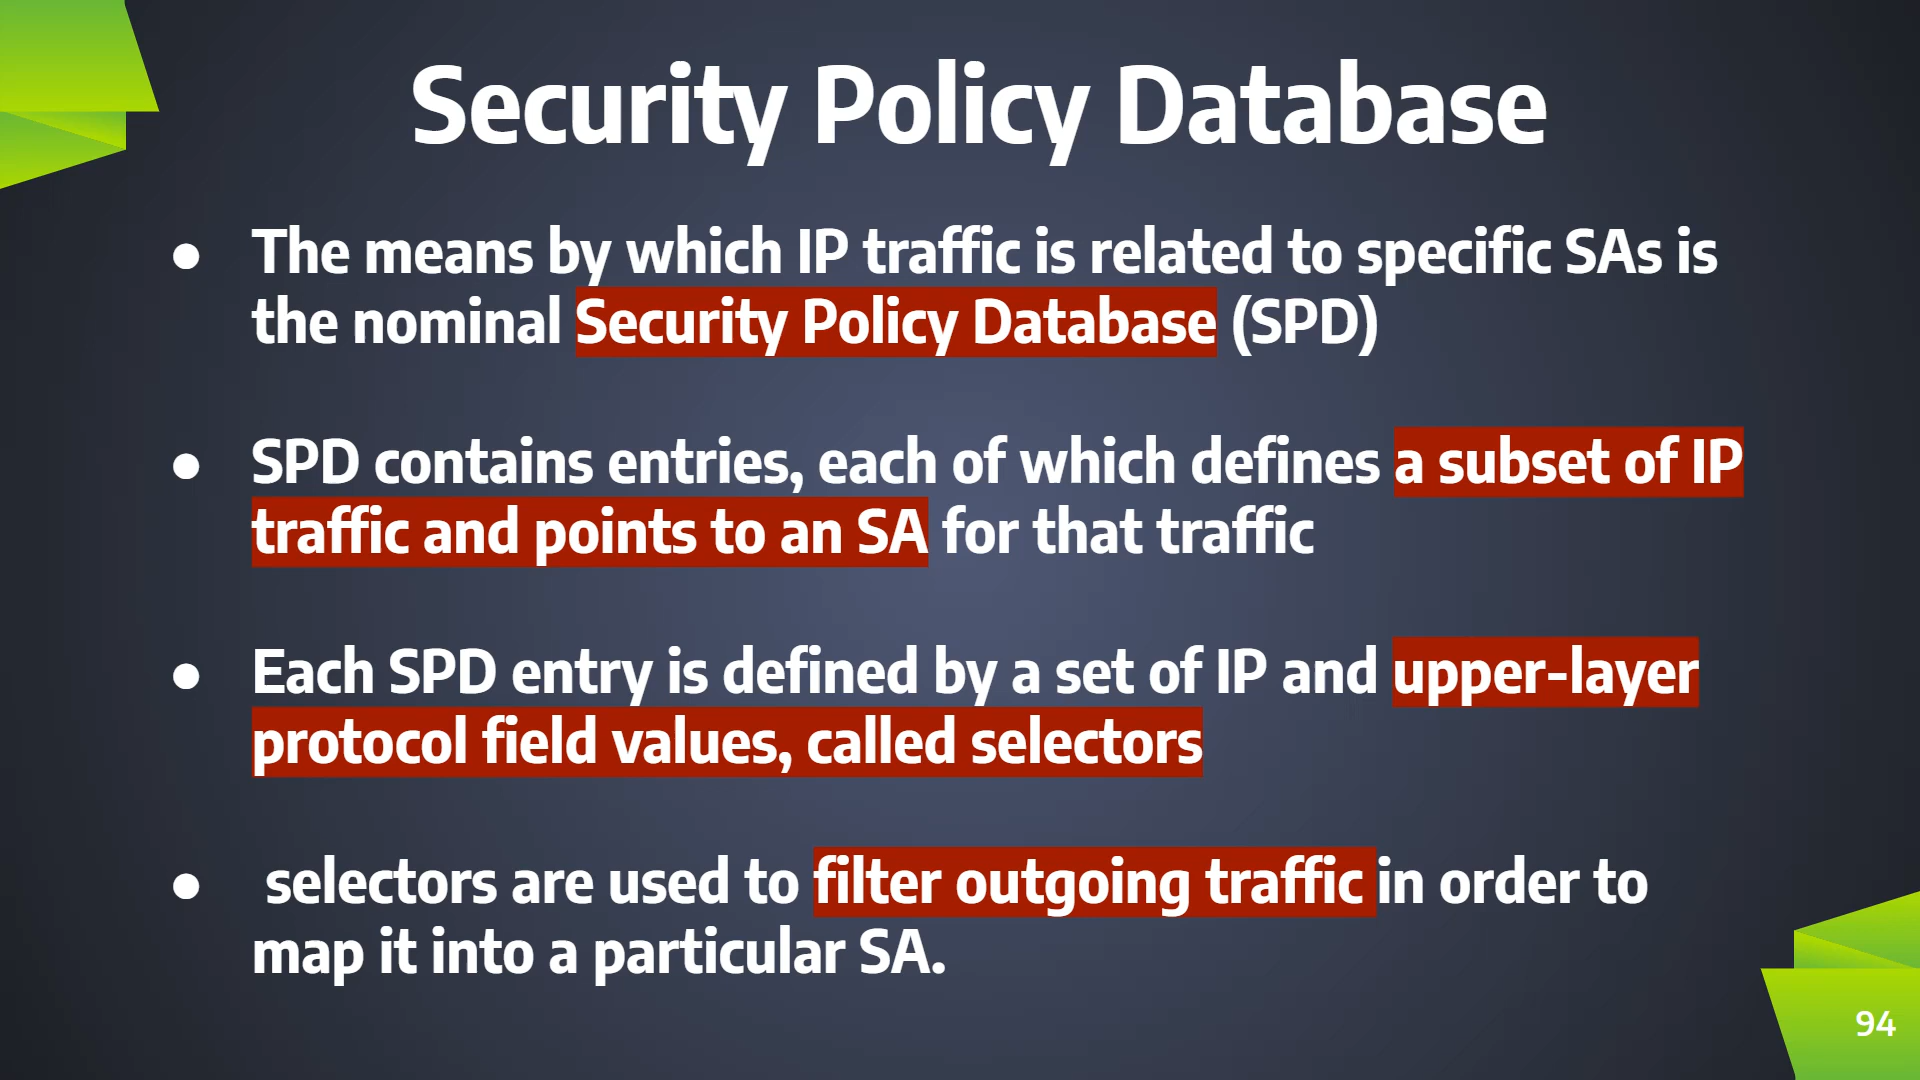 Security Policy Database
● The means by which IP traffic is related to specific SAs is
the nominal Security Policy Database (SPD)
● SPD contains entries, each of which defines a subset of IP
traffic and points to an SA for that traffic
● Each SPD entry is defined by a set of IP and upper-layer
protocol field values, called selectors
● selectors are used to filter outgoing traffic in order to
map it into a particular SA.
94